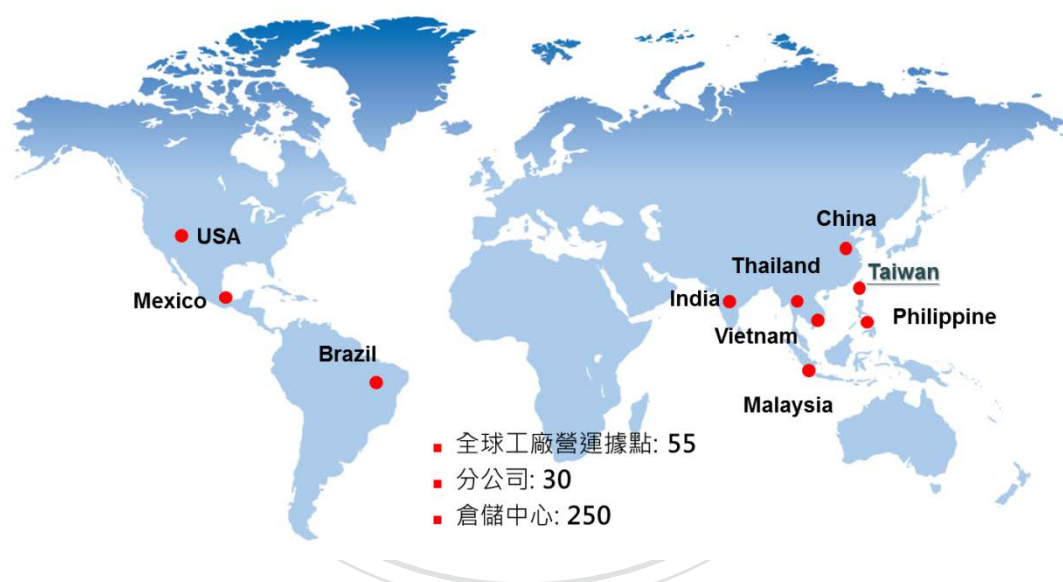 China
USA
Thailand
Taiwan
Mexico
India
Philippine
Vietnam
Brazil
Malaysia
全球工廠營運據點: 55
分公司: 30
倉儲中心: 250